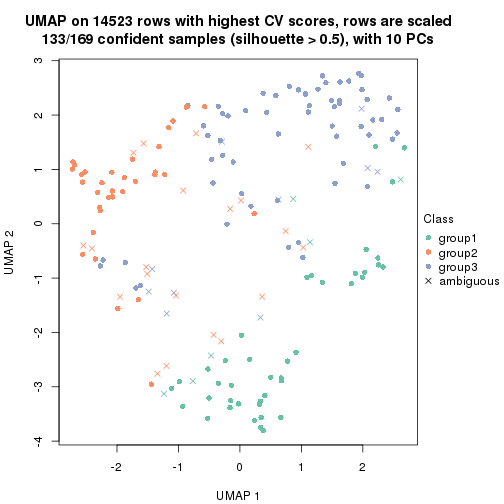 UMAP on 14523 rows with highest CV scores, rows are scaled
133/169 confident samples (silhouette > 0.5), with 10 PCs
3
2
1
0
-1
-2
-3
-4
UMAP 2
-2
-1
0
1
2
UMAP 1
Class
group1
group2
group3
ambiguous